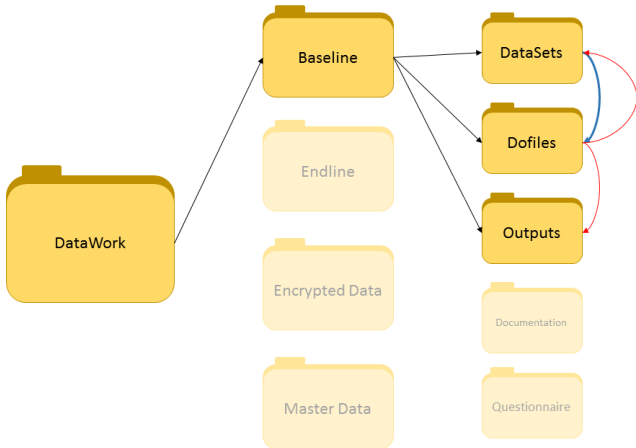 Baseline
DataSets
Dofiles
Endline
DataWork
Outputs
Encrypted Data
Documentation
Master Data
Questionnaire